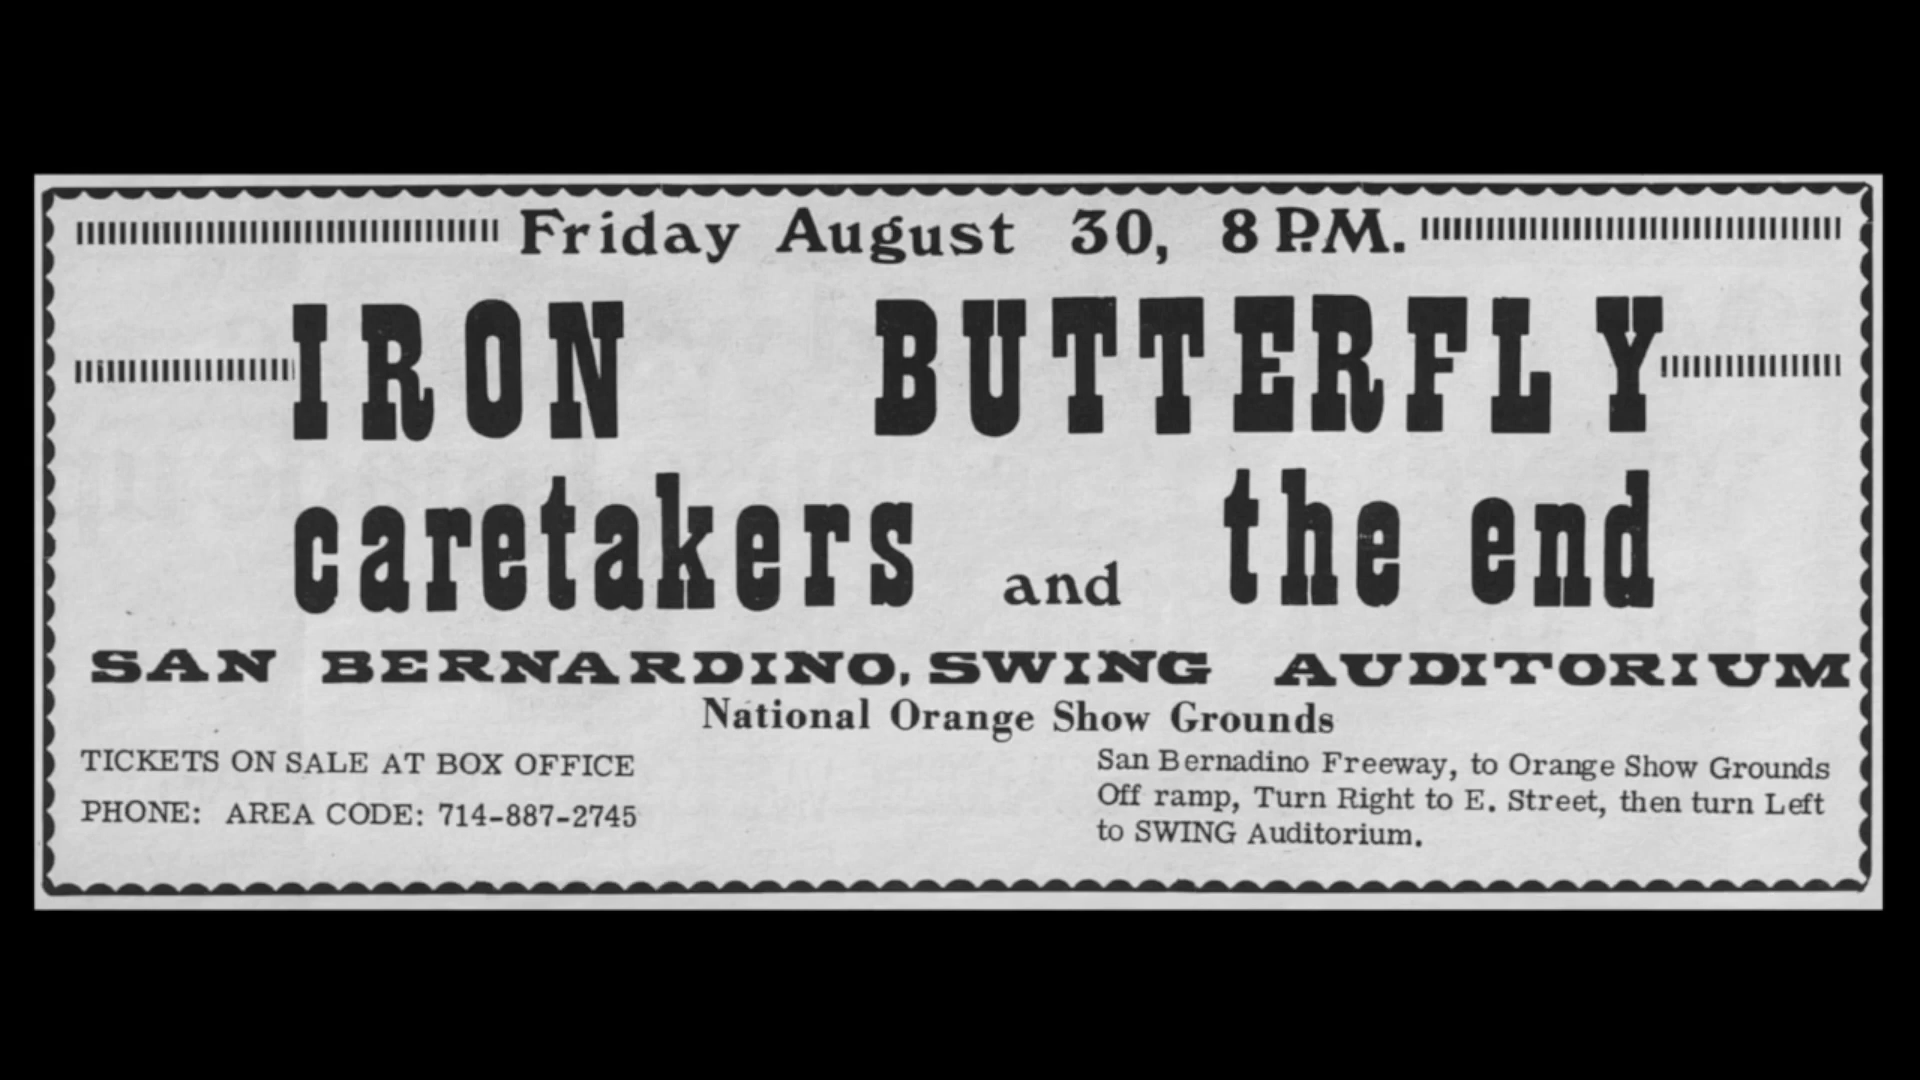 Friday August 30, 8 P.M.
IRON BUTTERFLY
caretakers and the end
SAN BERNARDINO, SWING AUDITORIUM
National Orange Show Grounds
TICKETS ON SALE AT BOX OFFICE
PHONE: AREA CODE: 714-887-2745
San Bernadino Freeway, to Orange Show Grounds
Off ramp, Turn Right to E. Street, then turn Left
to SWING Auditorium.